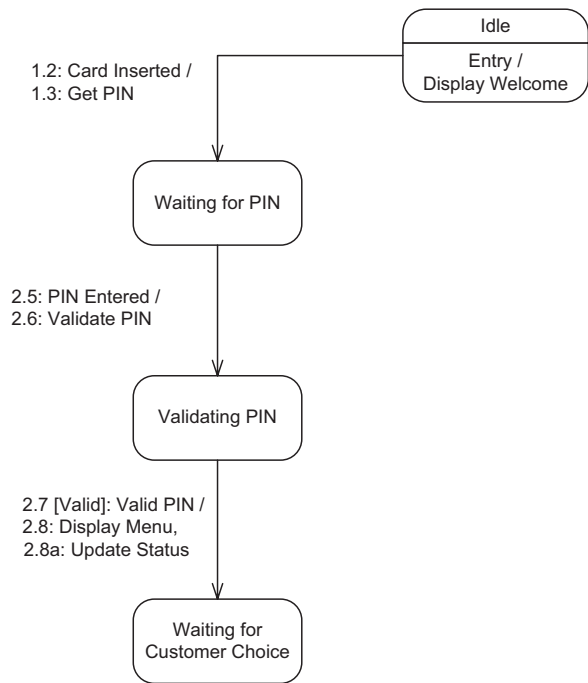 Idle
Entry /
Display Welcome
1.2: Card Inserted /
1.3: Get PIN
Waiting for PIN
2.5: PIN Entered /
2.6: Validate PIN
Validating PIN
2.7 [Valid]: Valid PIN /
2.8: Display Menu,
2.8a: Update Status
Waiting for
Customer Choice